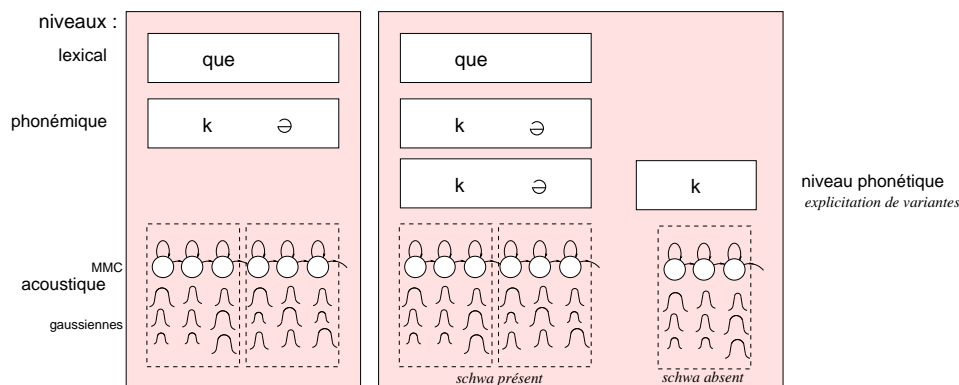 niveaux :
lexical que que
phonémique k ə k ə
k ə k niveau phonétique
explicitation de variantes
MMC
acoustique
gaussiennes
schwa présent schwa absent